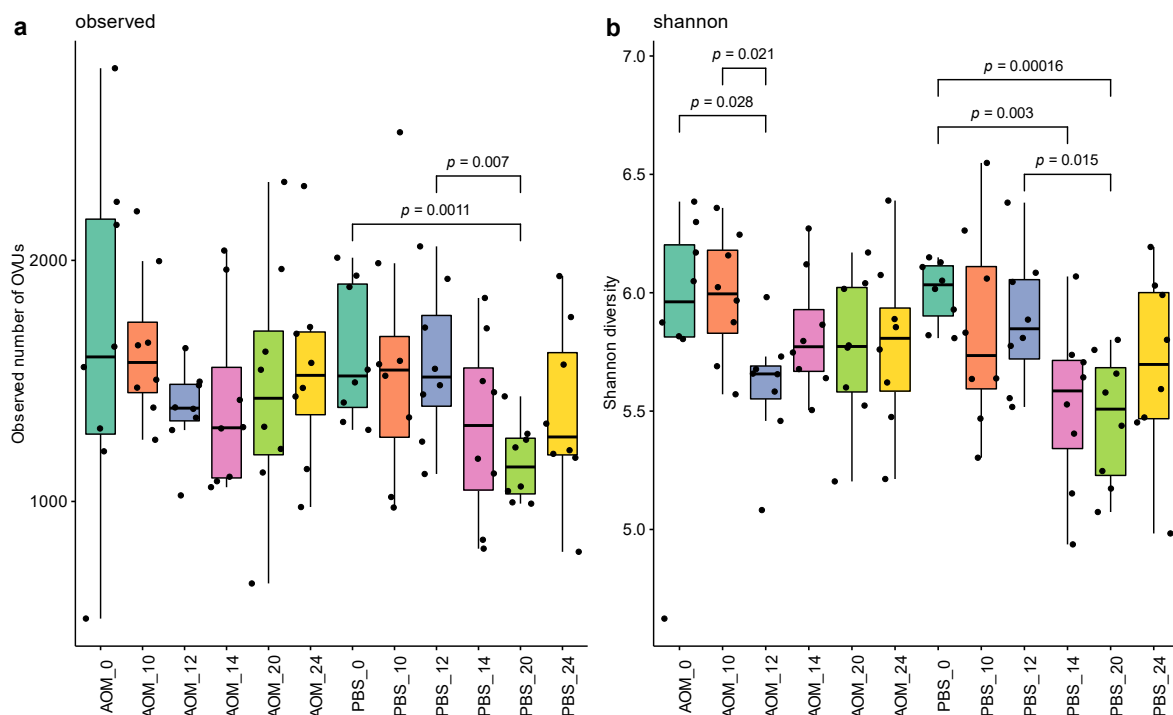 a
observed
Observed number of OVUs
2000
1000
p = 0.007
p = 0.0011
AOM_0
AOM_10
AOM_12
AOM_14
AOM_20
AOM_24
PBS_0
PBS_10
PBS_12
PBS_14
PBS_20
PBS_24
b
shannon
Shannon diversity
7.0
6.5
6.0
5.5
5.0
p = 0.021
p = 0.028
p = 0.00016
p = 0.003
p = 0.015
AOM_0
AOM_10
AOM_12
AOM_14
AOM_20
AOM_24
PBS_0
PBS_10
PBS_12
PBS_14
PBS_20
PBS_24